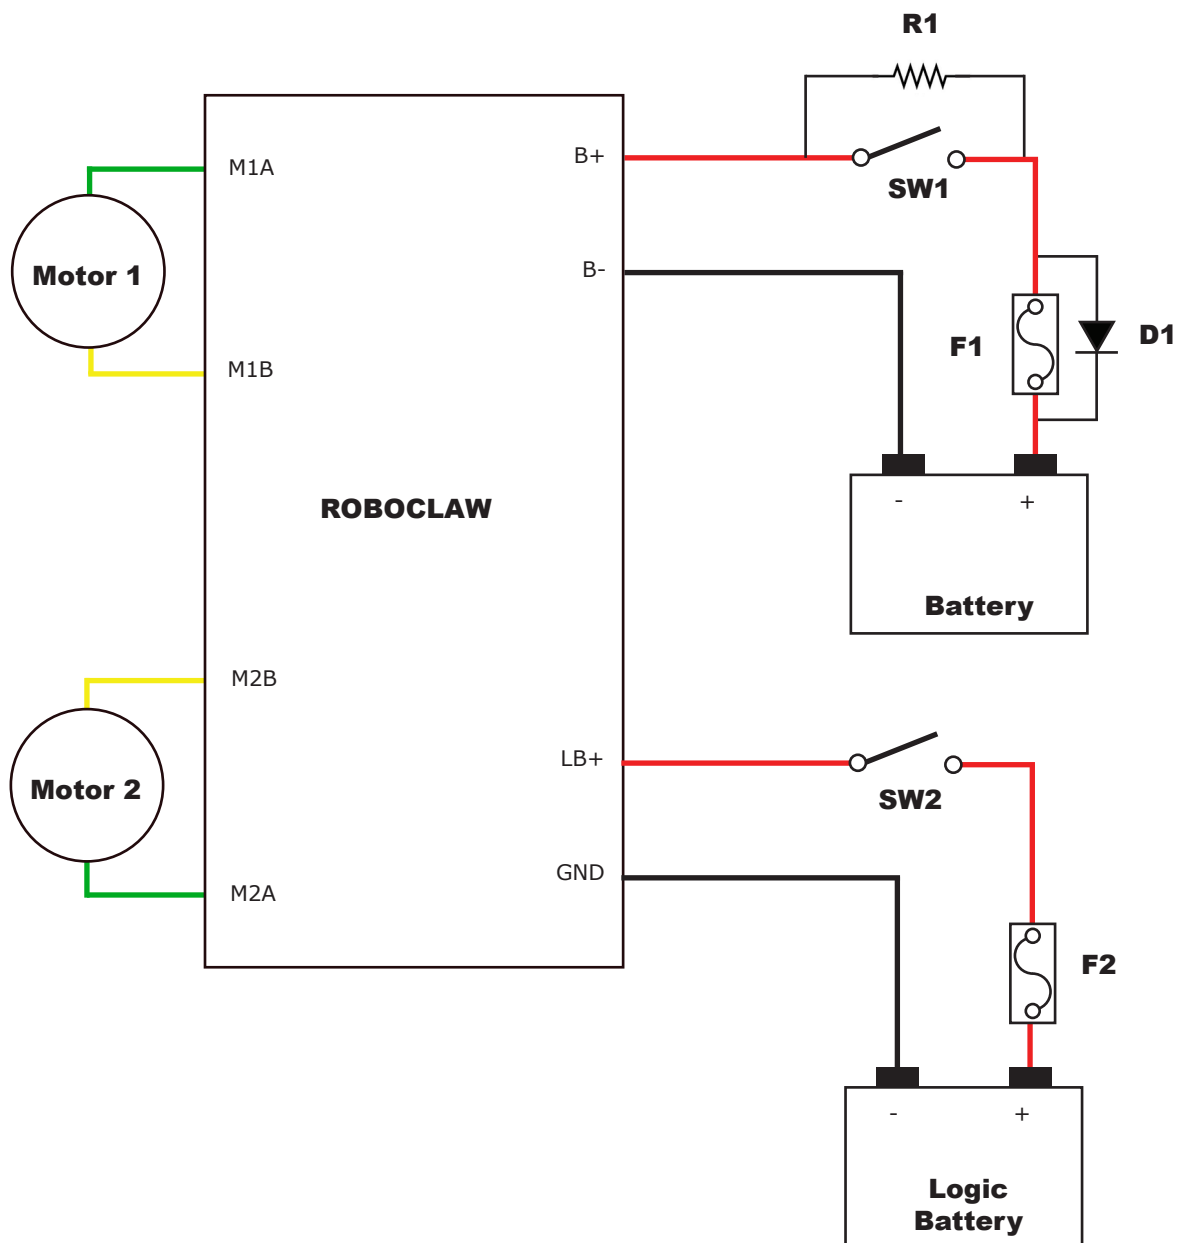 R1
B+
M1A
SW1
B-
Motor 1
D1
F1
M1B
- +
ROBOCLAW
Battery
M2B
LB+
Motor 2
SW2
GND
M2A
F2
- +
Logic
Battery